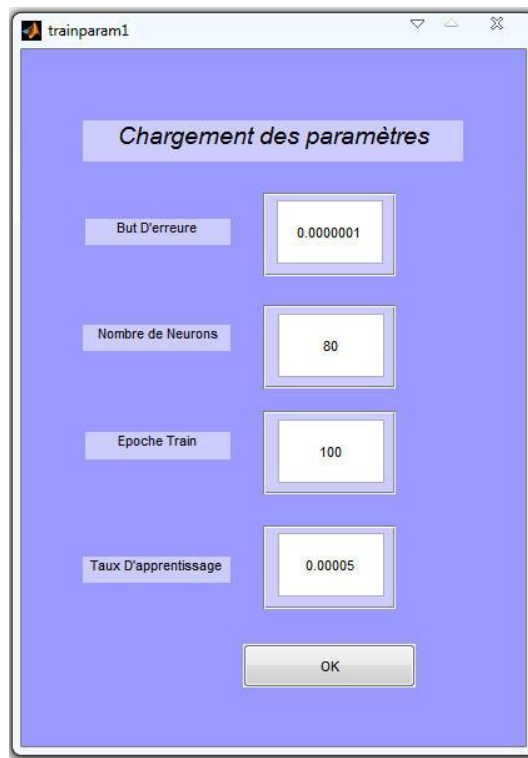 trainparam1
Chargement des paramètres
But D'erreure
0.0000001
Nombre de Neurons
80
Epoche Train
100
Taux D'apprentissage
0.00005
OK